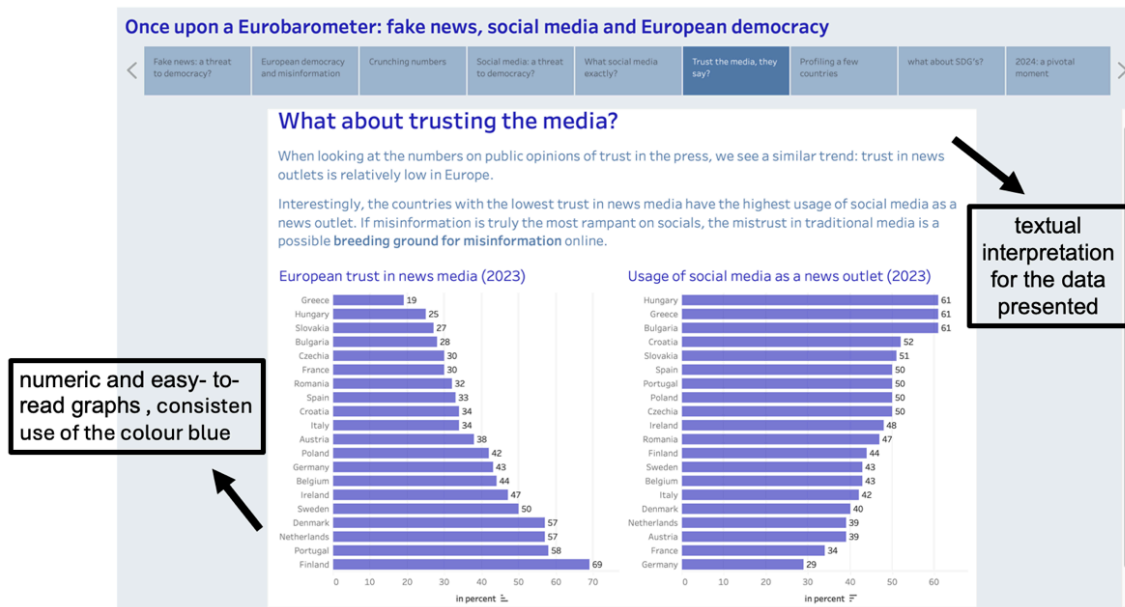 Once upon a Eurobarometer: fake news, social media and European democracy
Fake news: a threat
to democracy?
European democracy
and misinformation
Crunching numbers
Social media: a threat
to democracy?
What social media
exactly?
Trust the media, they
say?
Profiling a few
countries
what about SDG's?
2024: a pivotal
moment
What about trusting the media?
When looking at the numbers on public opinions of trust in the press, we see a similar trend: trust in news
outlets is relatively low in Europe.
Interestingly, the countries with the lowest trust in news media have the highest usage of social media as a
news outlet. If misinformation is truly the most rampant on socials, the mistrust in traditional media is a
possible breeding ground for misinformation online.
textual
interpretation
for the data
presented
numeric and easy- to-
read graphs , consisten
use of the colour blue
European trust in news media (2023)
Greece 19
Hungary 25
Slovakia 27
Bulgaria 28
Czechia 30
France 30
Romania 32
Spain 33
Croatia 34
Italy 34
Austria 38
Poland 42
Germany 43
Belgium 44
Ireland 47
Sweden 50
Denmark 57
Netherlands 57
Portugal 58
Finland 69
0 10 20 30 40 50 60 70
in percent
Usage of social media as a news outlet (2023)
Hungary 61
Greece 61
Bulgaria 61
Croatia 52
Slovakia 51
Spain 50
Portugal 50
Poland 50
Czechia 50
Ireland 48
Romania 47
Finland 44
Sweden 43
Belgium 43
Italy 42
Denmark 40
Netherlands 39
Austria 39
France 34
Germany 29
0 10 20 30 40 50 60
in percent